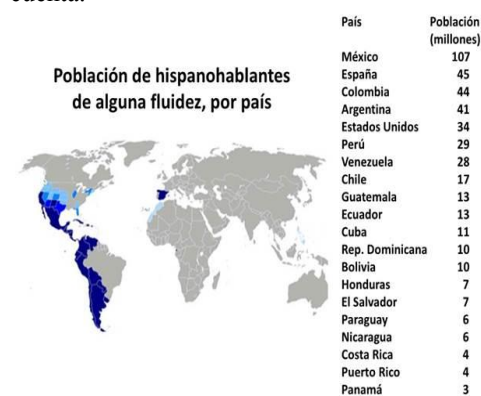 Población de hispanohablantes
de alguna fluidez, por país
País Población
(millones)
México 107
España 45
Colombia 44
Argentina 41
Estados Unidos 34
Perú 29
Venezuela 28
Chile 17
Guatemala 13
Ecuador 13
Cuba 11
Rep. Dominicana 10
Bolivia 10
Honduras 7
El Salvador 7
Paraguay 6
Nicaragua 6
Costa Rica 4
Puerto Rico 4
Panamá 3